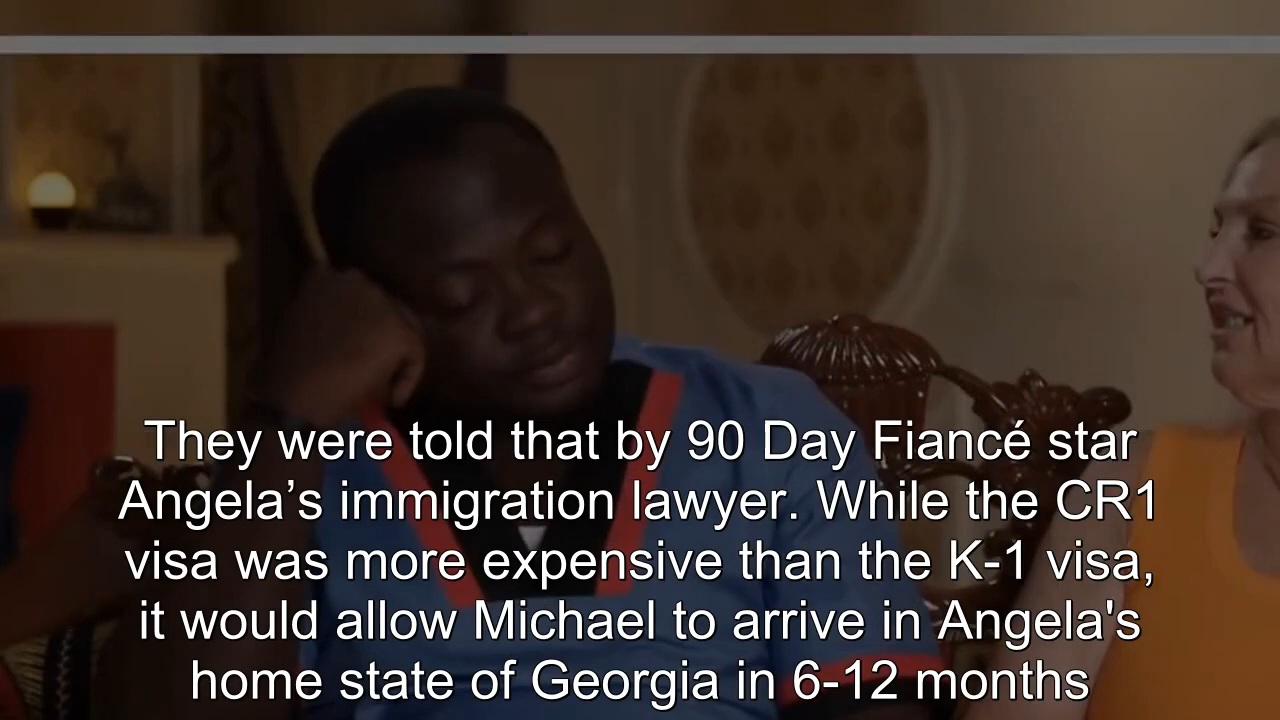 They were told that by 90 Day Fiancé star
Angela’s immigration lawyer. While the CR1
visa was more expensive than the K-1 visa,
it would allow Michael to arrive in Angela's
home state of Georgia in 6-12 months